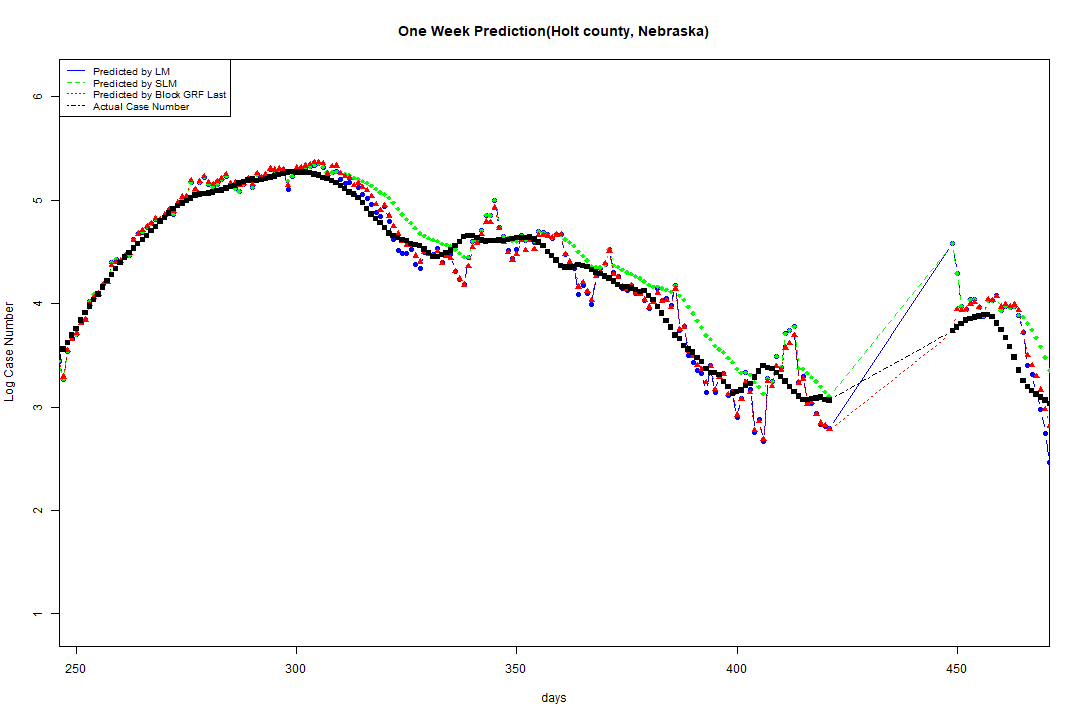 One Week Prediction(Holt county, Nebraska)
Predicted by LM
Predicted by SLM
Predicted by Block GRF Last
Actual Case Number
6
5
4
3
2
1
Log Case Number
250 300 350 400 450
days